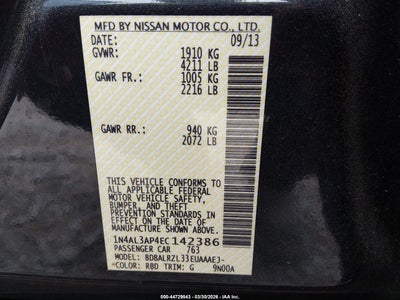 MFD BY NISSAN MOTOR CO., LTD.
DATE: 09/13
GVWR: 1910 KG
4211 LB
GAWR FR: 1005 KG
2216 LB
GAWR RR: 940 KG
2072 LB
THIS VEHICLE CONFORMS TO
ALL APPLICABLE FEDERAL
MOTOR VEHICLE SAFETY,
BUMPER, AND THEFT
PREVENTION STANDARDS IN
EFFECT ON THE DATE OF
MANUFACTURE SHOWN ABOVE.
1N4AL3AP4EC142386
PASSENGER CAR 763
MODEL: BDBALRZL33EUAAAEJ-
COLOR: RBD TRIM: G 9N00A
ID: 44729043 - 03/30/2026 - © IAA